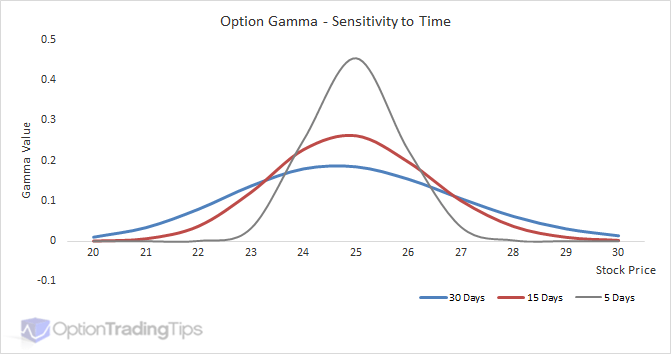 Option Gamma - Sensitivity to Time
0.5
0.4
0.3
0.2
0.1
0
-0.1
Gamma Value
20 21 22 23 24 25 26 27 28 29 30
Stock Price
30 Days 15 Days 5 Days
OptionTradingTips